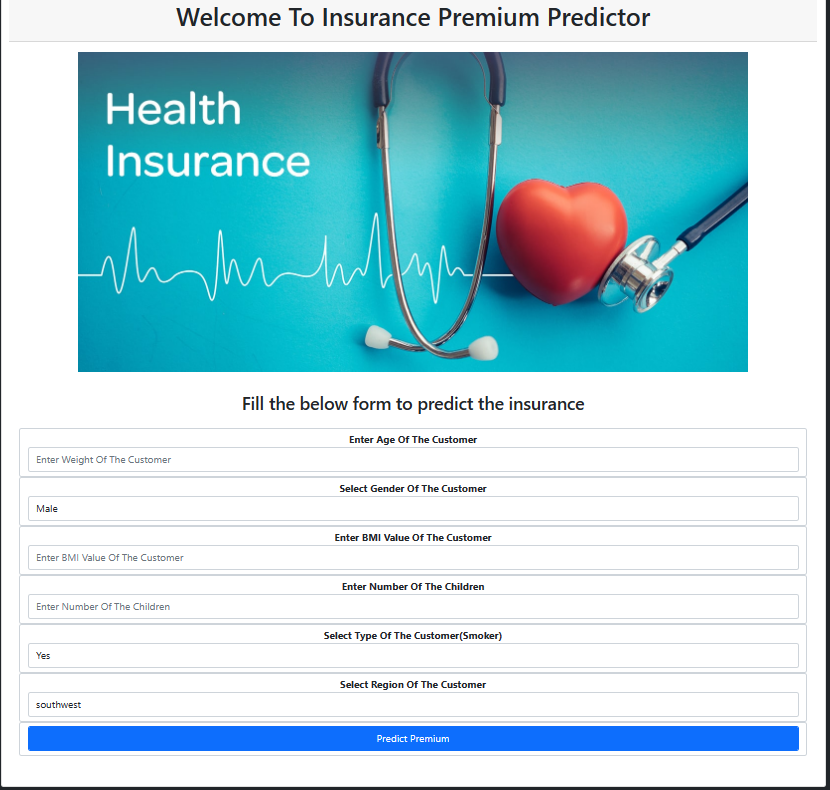 Welcome To Insurance Premium Predictor
Health
Insurance
Fill the below form to predict the insurance
Enter Age Of The Customer
Enter Weight Of The Customer
Select Gender Of The Customer
Male
Enter BMI Value Of The Customer
Enter BMI Value Of The Customer
Enter Number Of The Children
Enter Number Of The Children
Select Type Of The Customer(Smoker)
Yes
Select Region Of The Customer
southwest
Predict Premium